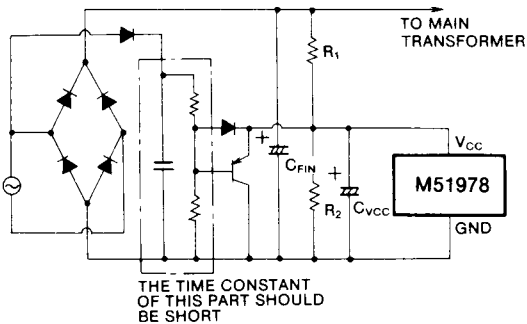 TO MAIN
TRANSFORMER
R1
+
CFIN
VCC
+
M51978
R2
CVCC
GND
THE TIME CONSTANT
OF THIS PART SHOULD
BE SHORT